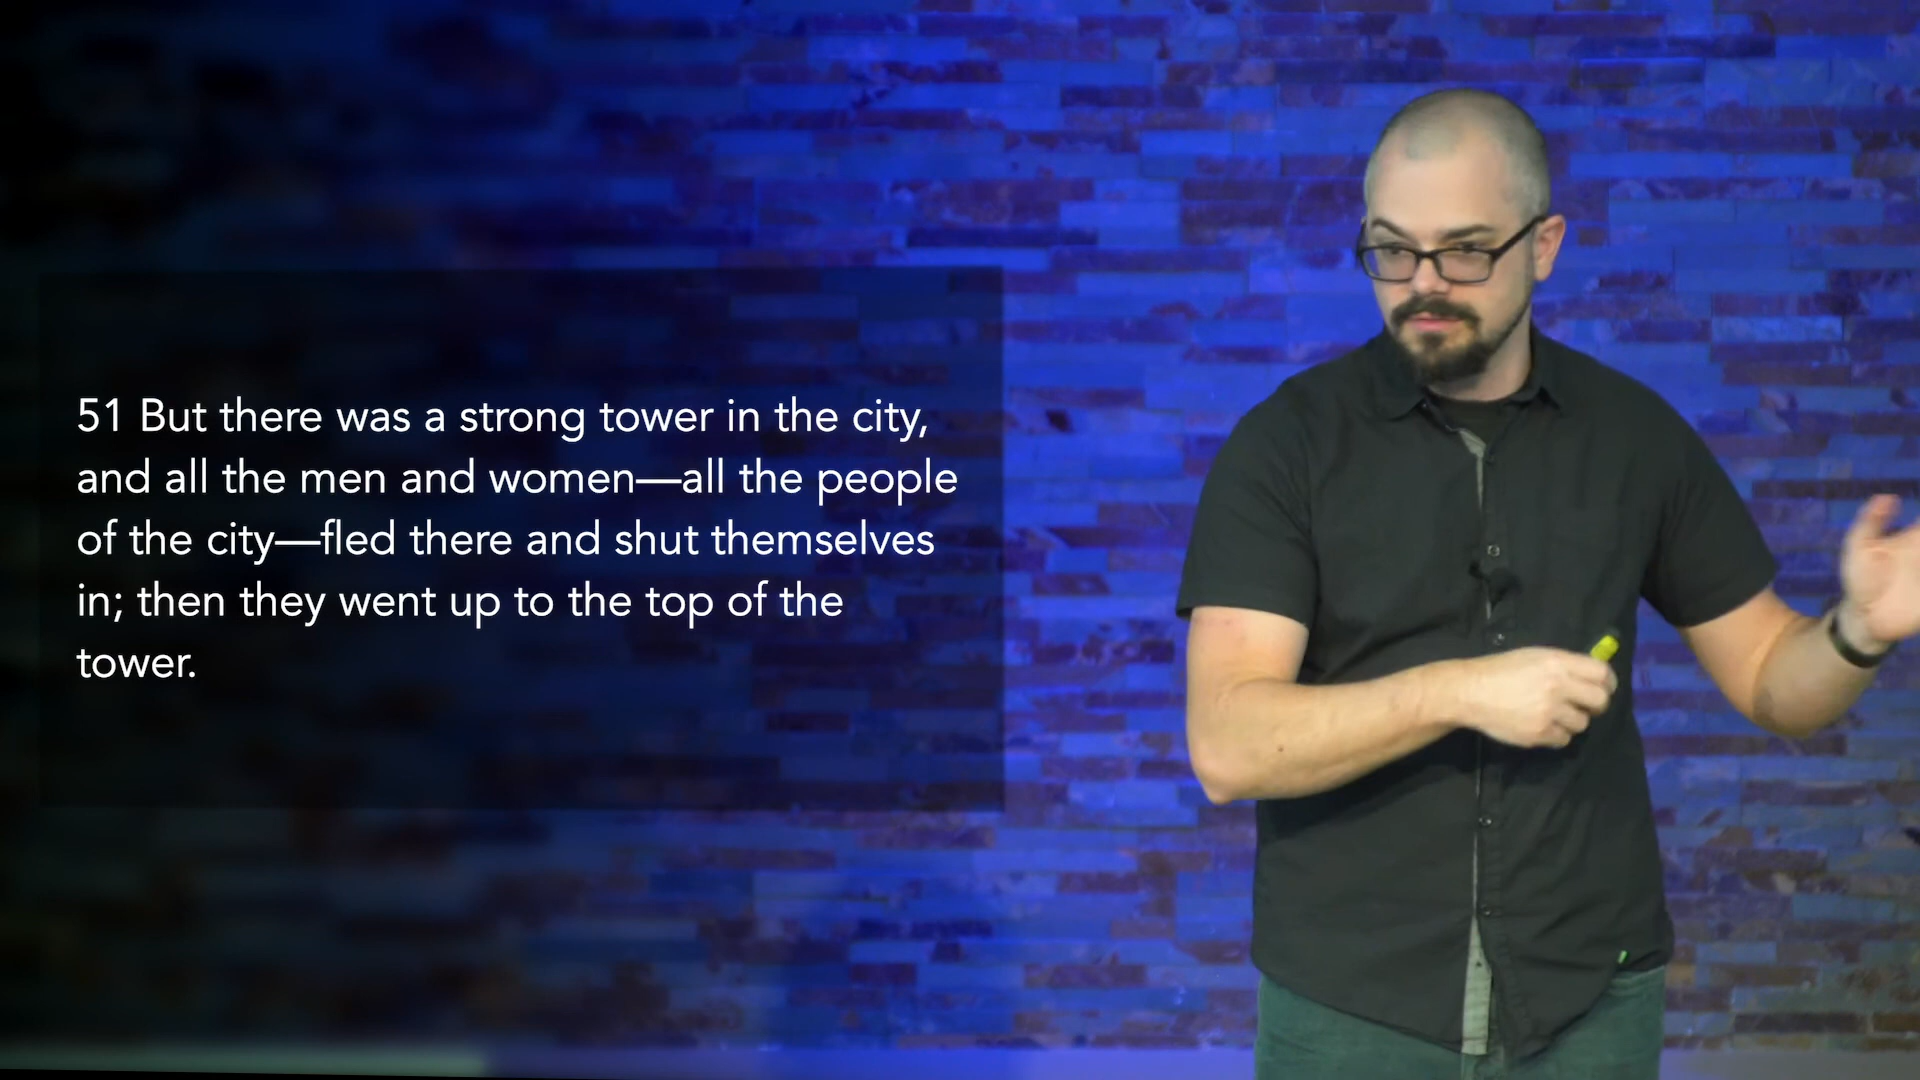 51 But there was a strong tower in the city,
and all the men and women—all the people
of the city—fled there and shut themselves
in; then they went up to the top of the
tower.